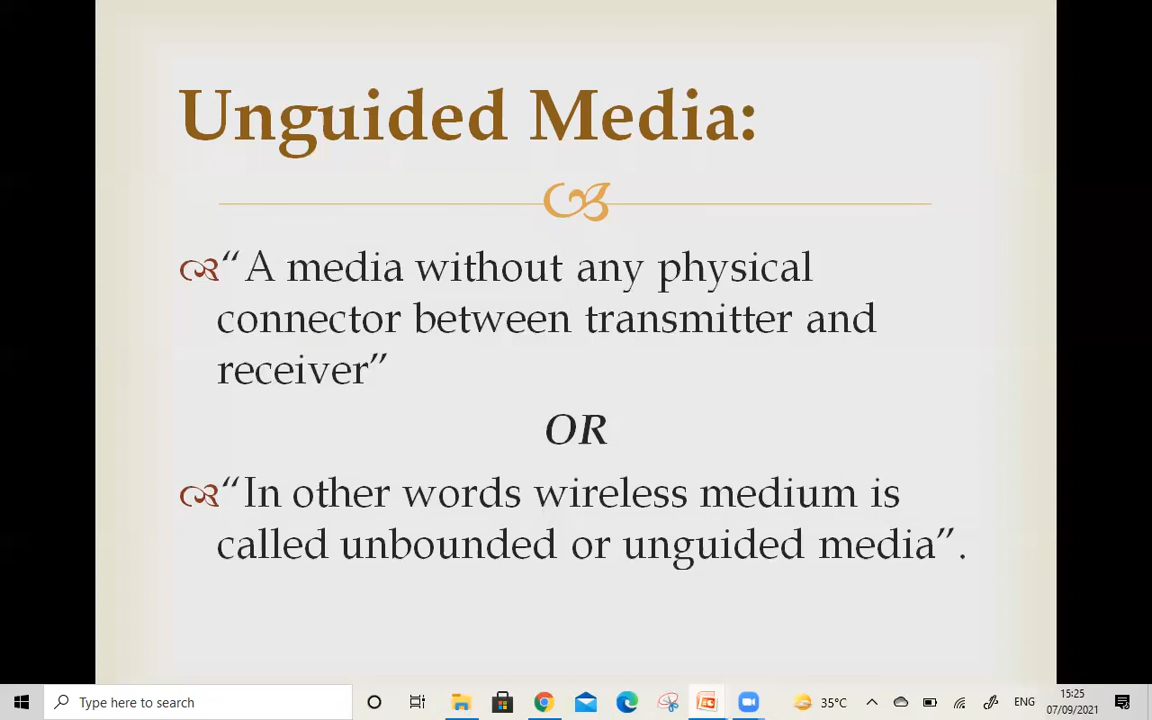 Unguided Media:
“A media without any physical
connector between transmitter and
receiver”
OR
“In other words wireless medium is
called unbounded or unguided media”.
Type here to search
35°C
ENG
15:25
07/09/2021